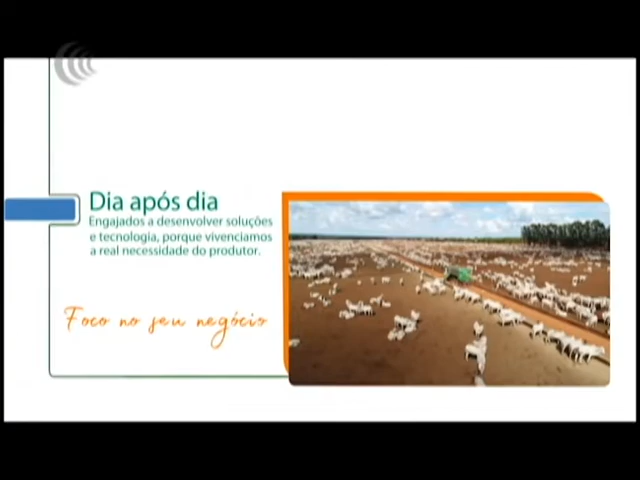 Dia após dia
Engajados a desenvolver soluções
e tecnologia, porque vivenciamos
a real necessidade do produtor.
Foco no seu negócio